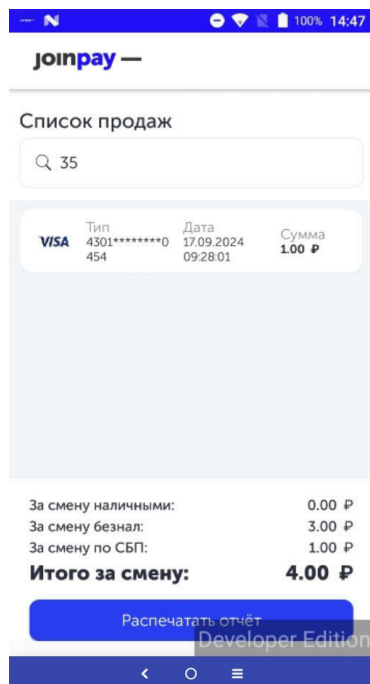 100% 14:47
joinpay —
Список продаж
35
Тип Дата Сумма
VISA 4301********0 17.09.2024 1.00 ₽
454 09:28:01
За смену наличными: 0.00 ₽
За смену безнал: 3.00 ₽
За смену по СБП: 1.00 ₽
Итого за смену: 4.00 ₽
Распечатать отчёт
Developer Edition